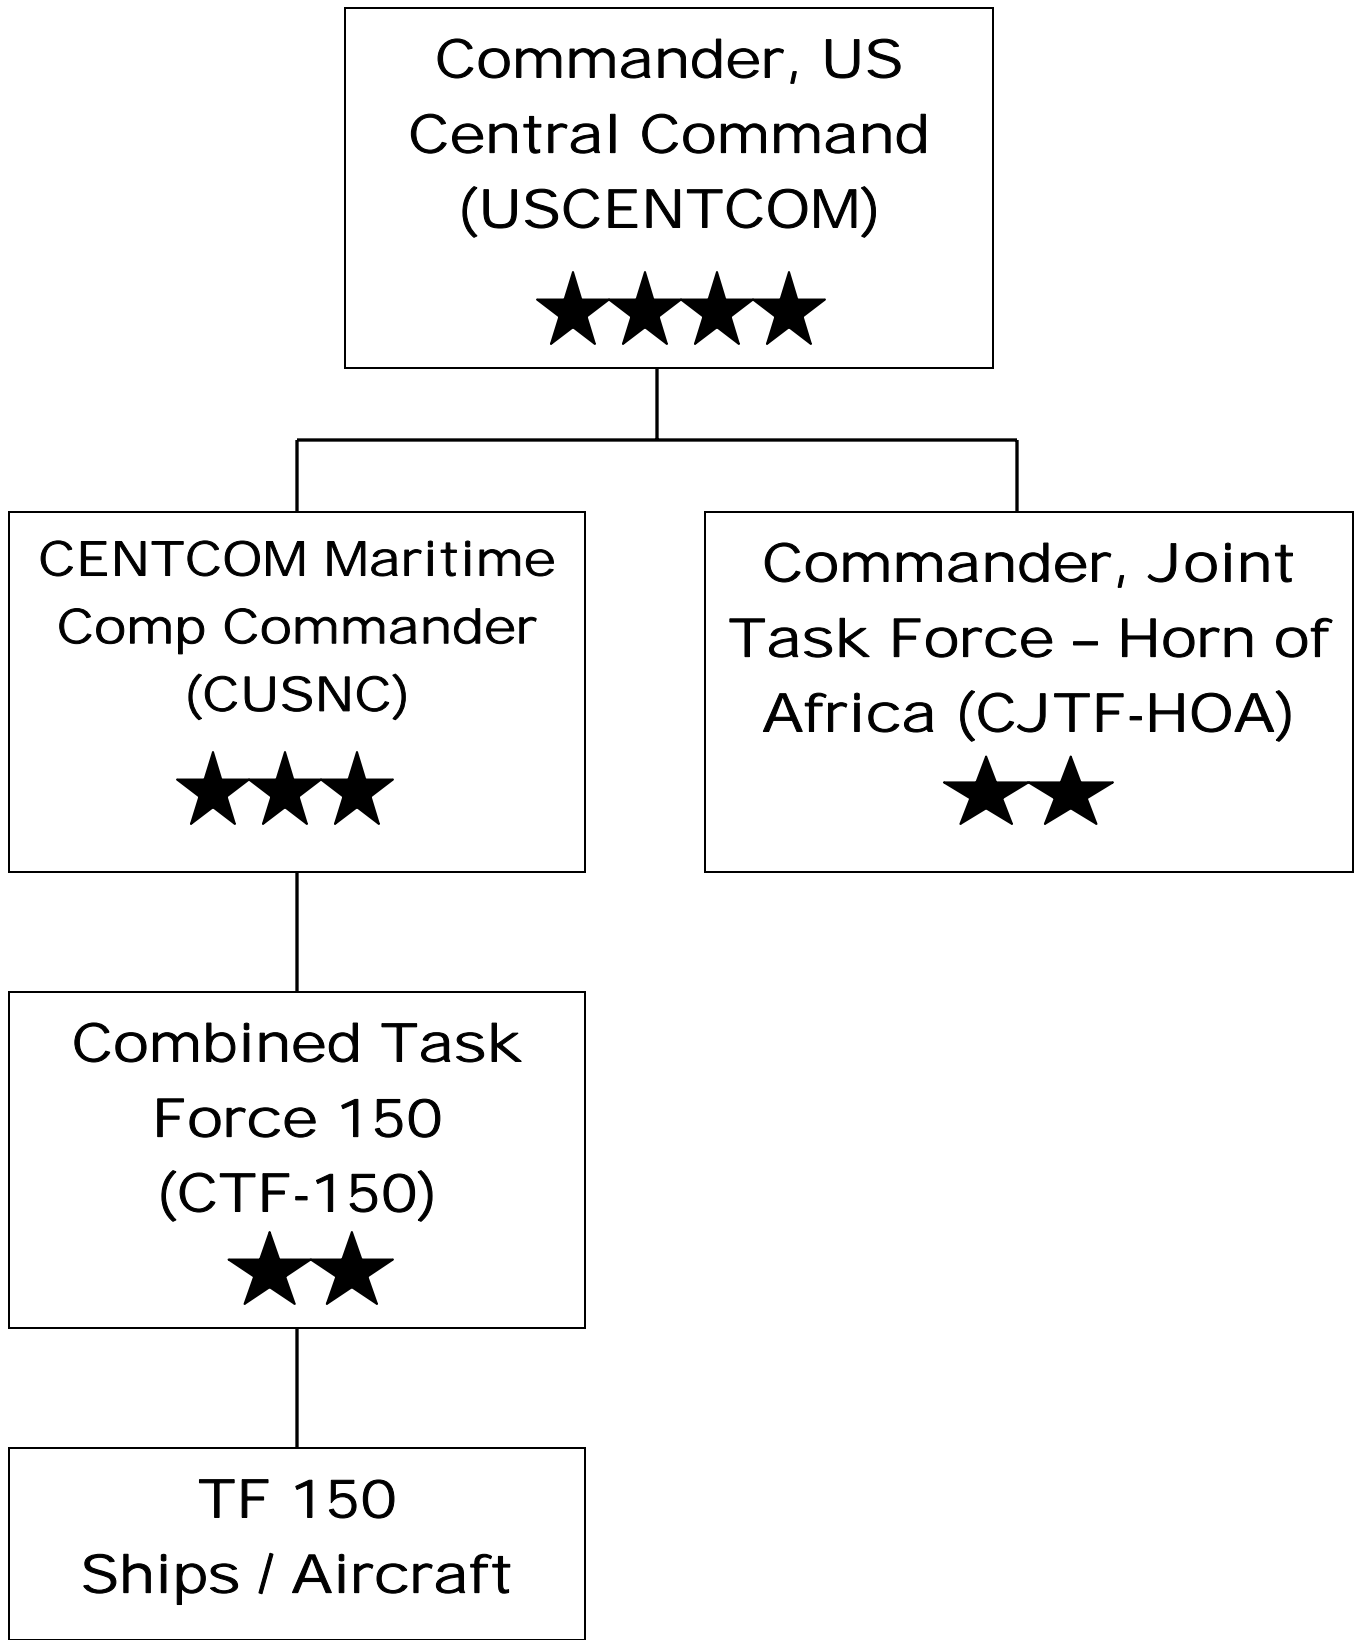 Commander, US
Central Command
(USCENTCOM)
CENTCOM Maritime
Comp Commander
(CUSNC)
Commander, Joint
Task Force – Horn of
Africa (CJTF-HOA)
Combined Task
Force 150
(CTF-150)
TF 150
Ships / Aircraft